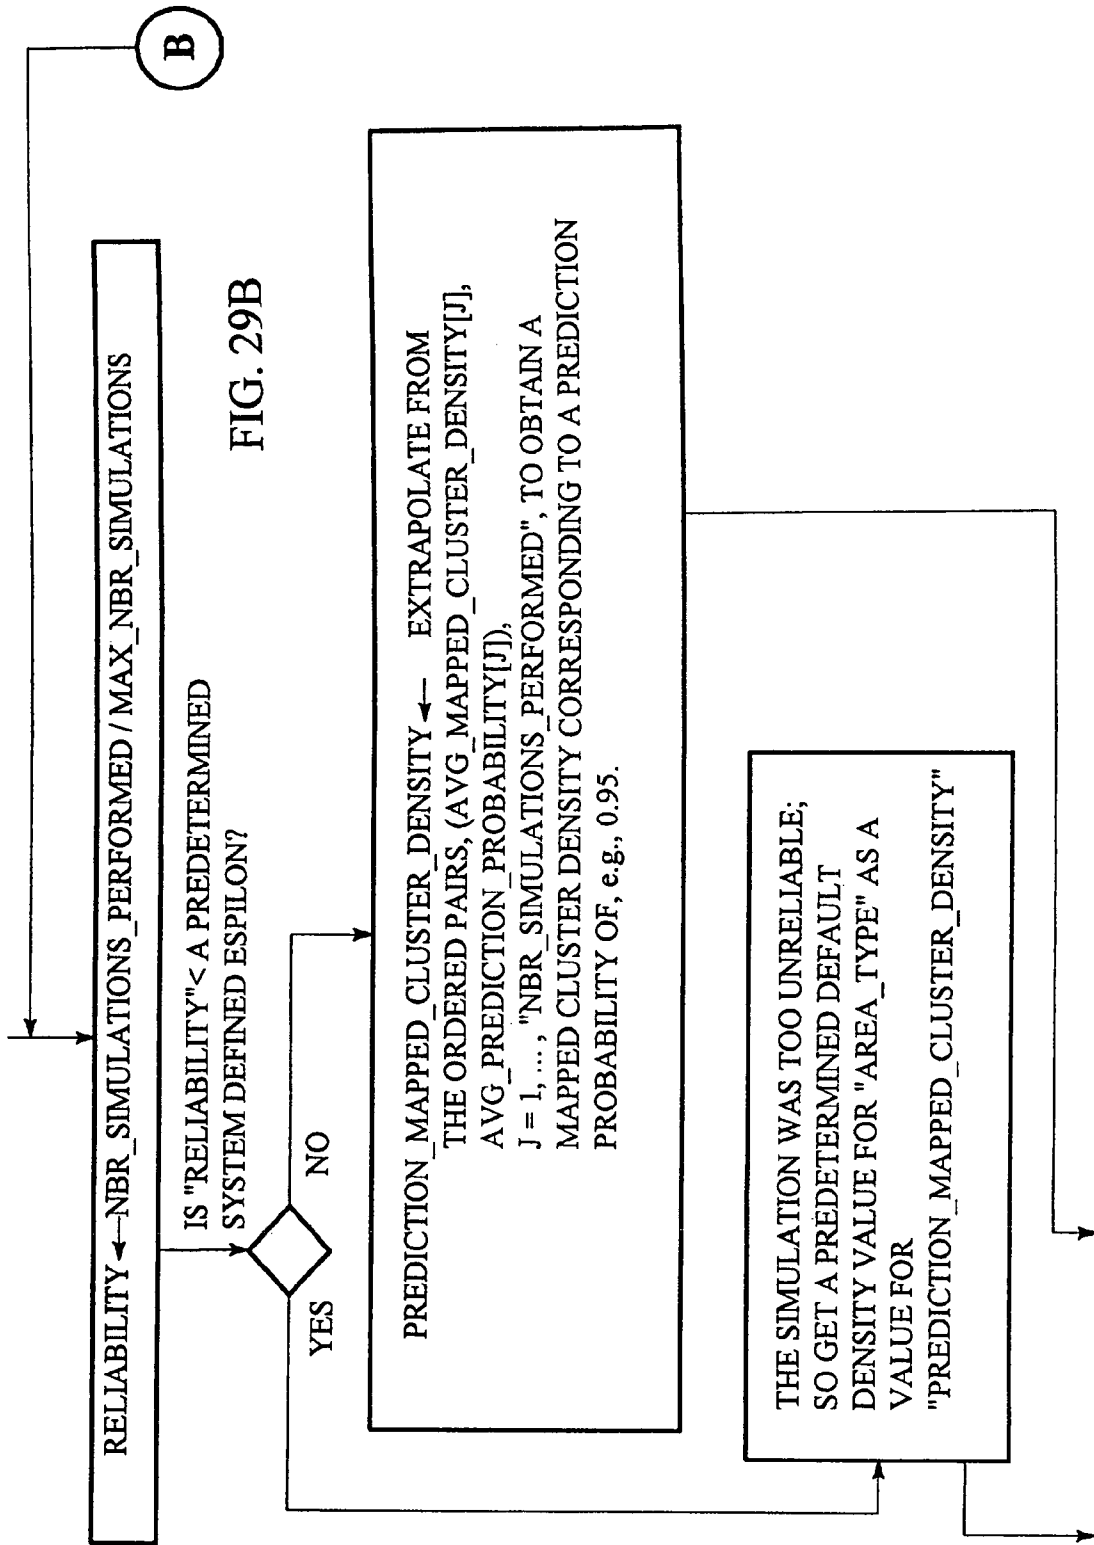 B
RELIABILITY ← NBR_SIMULATIONS_PERFORMED / MAX_NBR_SIMULATIONS
FIG. 29B
IS "RELIABILITY"< A PREDETERMINED
SYSTEM DEFINED ESPILON?
YES
NO
PREDICTION_MAPPED_CLUSTER_DENSITY ← EXTRAPOLATE FROM
THE ORDERED PAIRS, (AVG_MAPPED_CLUSTER_DENSITY[J],
AVG_PREDICTION_PROBABILITY[J]),
J = 1, ... , "NBR_SIMULATIONS_PERFORMED", TO OBTAIN A
MAPPED CLUSTER DENSITY CORRESPONDING TO A PREDICTION
PROBABILITY OF, e.g., 0.95.
THE SIMULATION WAS TOO UNRELIABLE;
SO GET A PREDETERMINED DEFAULT
DENSITY VALUE FOR "AREA_TYPE" AS A
VALUE FOR
"PREDICTION_MAPPED_CLUSTER_DENSITY"